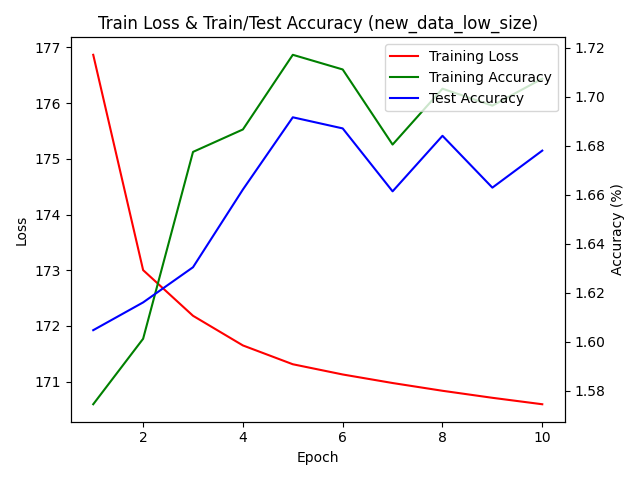 Train Loss & Train/Test Accuracy (new_data_low_size)
177
176
175
174
173
172
171
Loss
1.72
1.70
1.68
1.66
1.64
1.62
1.60
1.58
Accuracy (%)
Training Loss
Training Accuracy
Test Accuracy
2
4
6
8
10
Epoch